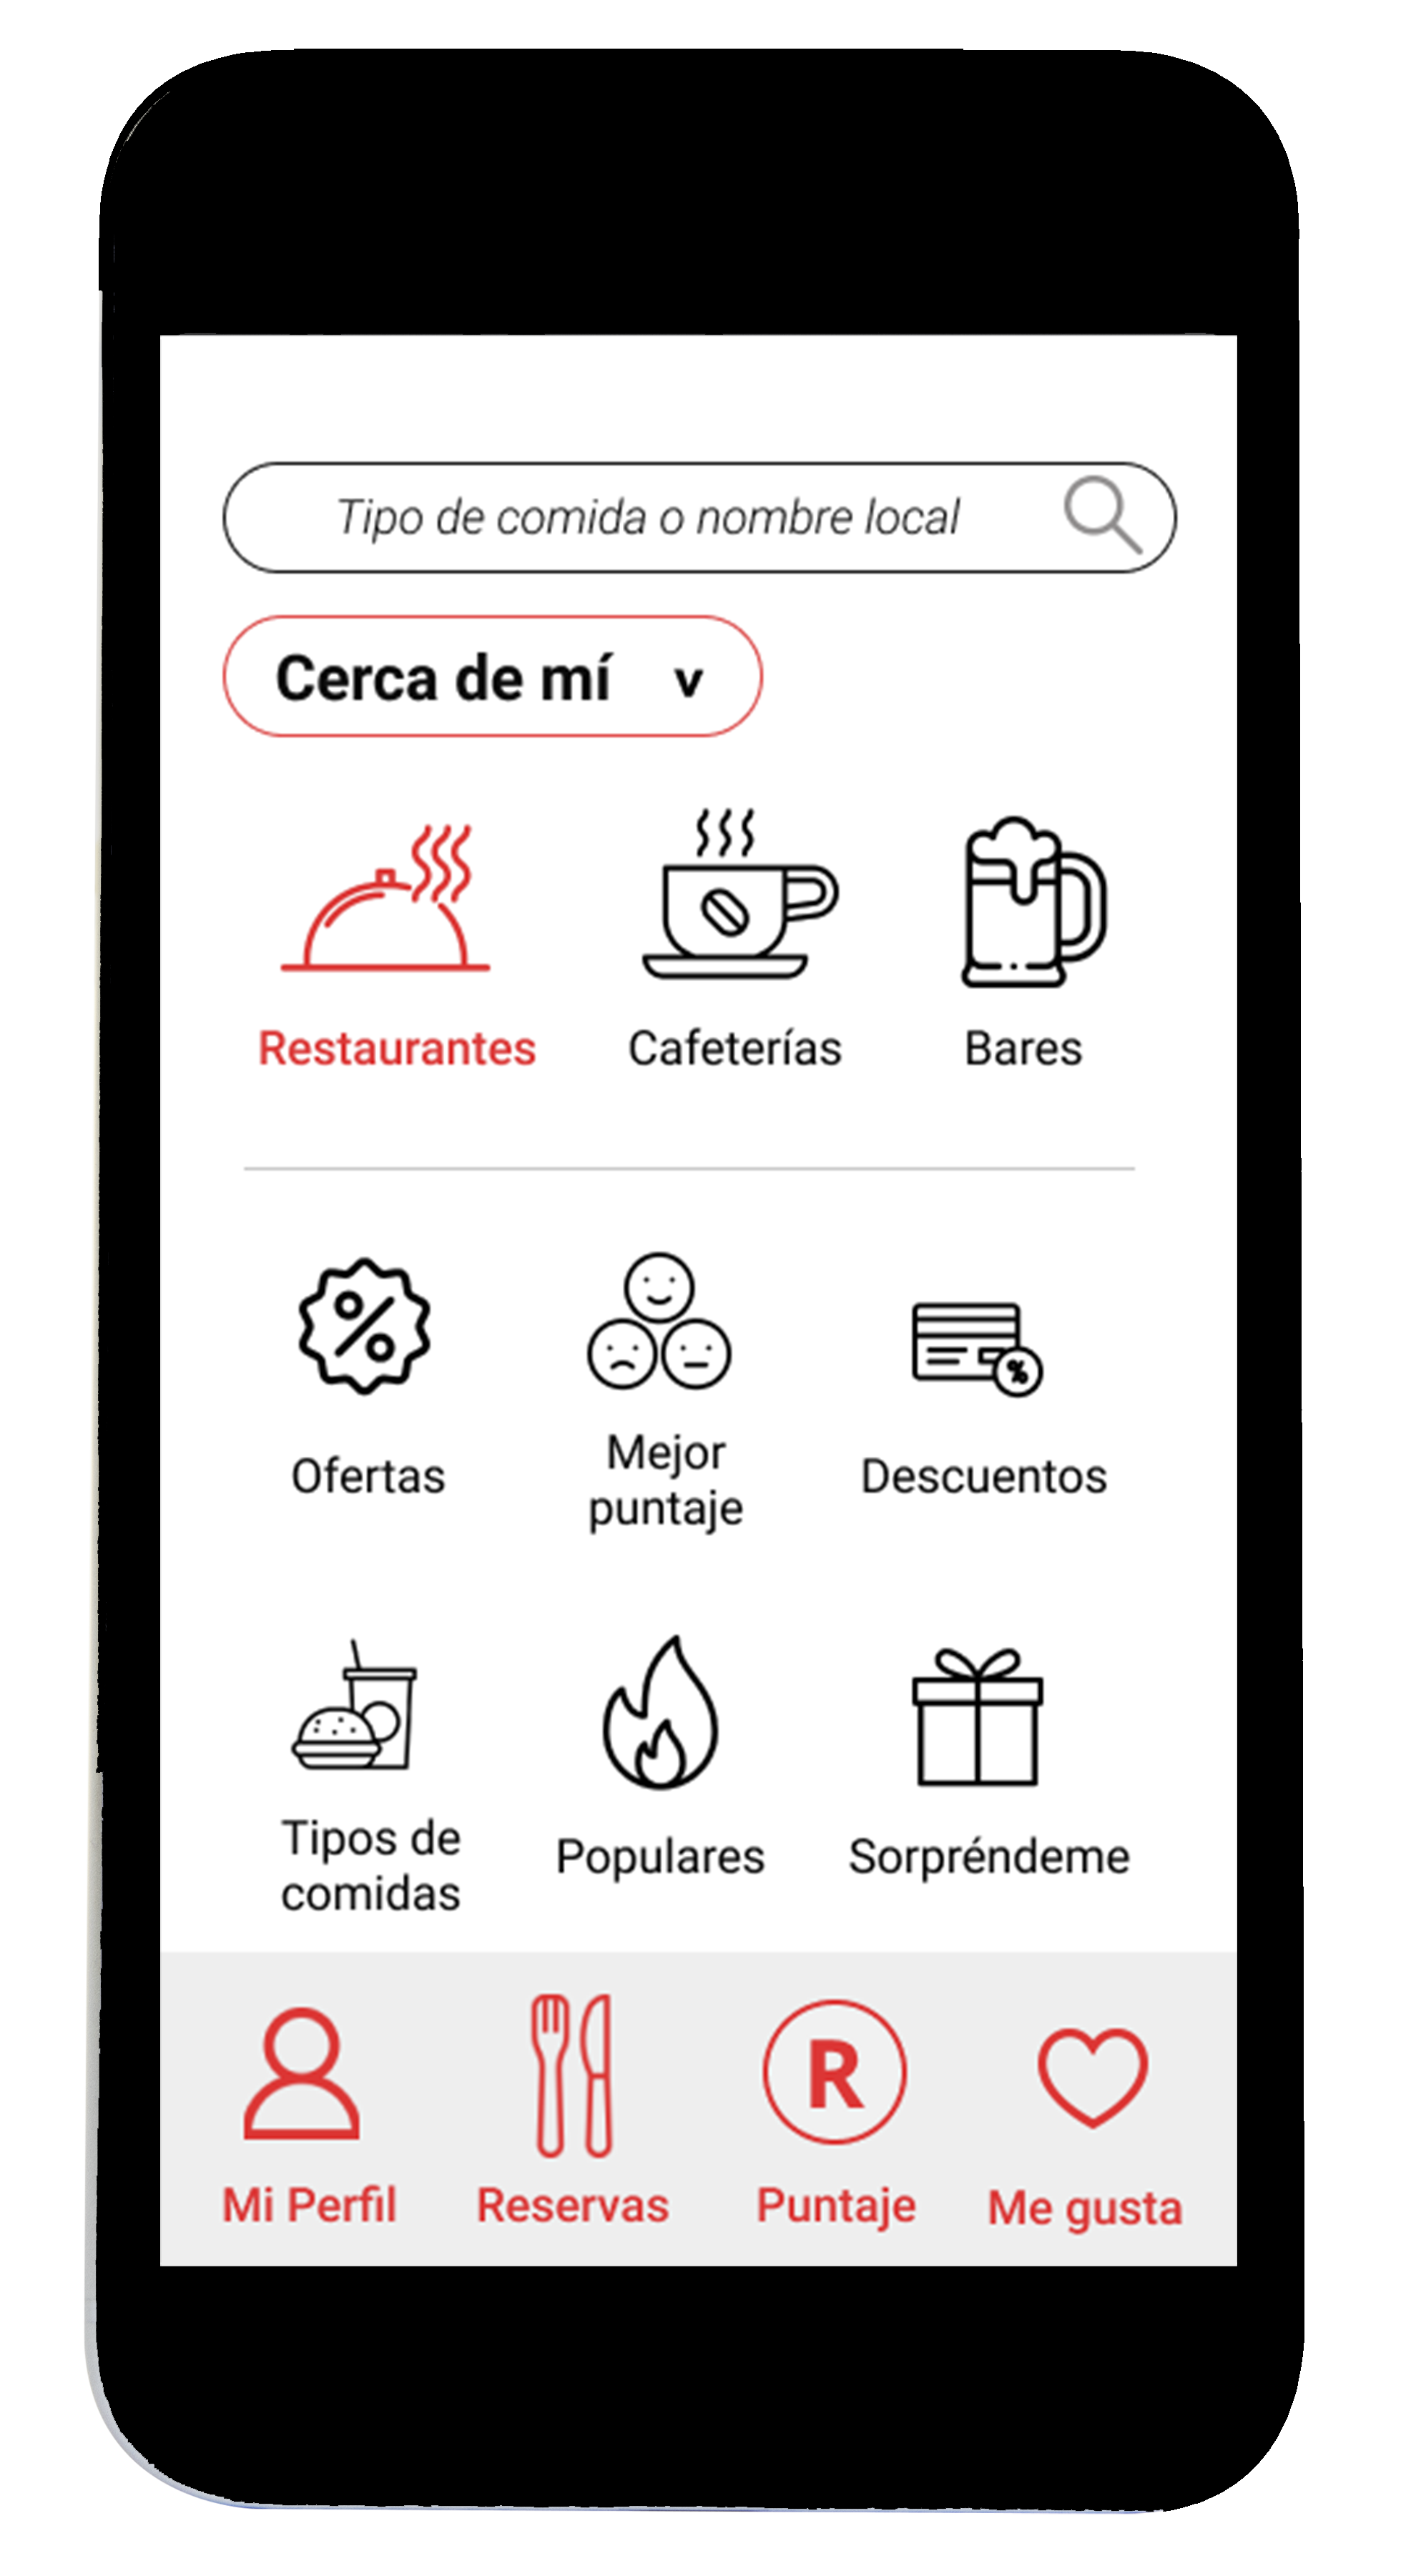 Tipo de comida o nombre local
Cerca de mí v
Restaurantes Cafeterías Bares
%
%
Ofertas
Mejor
puntaje
Descuentos
Tipos de
comidas
Populares
Sorpréndeme
R
Mi Perfil Reservas Puntaje Me gusta